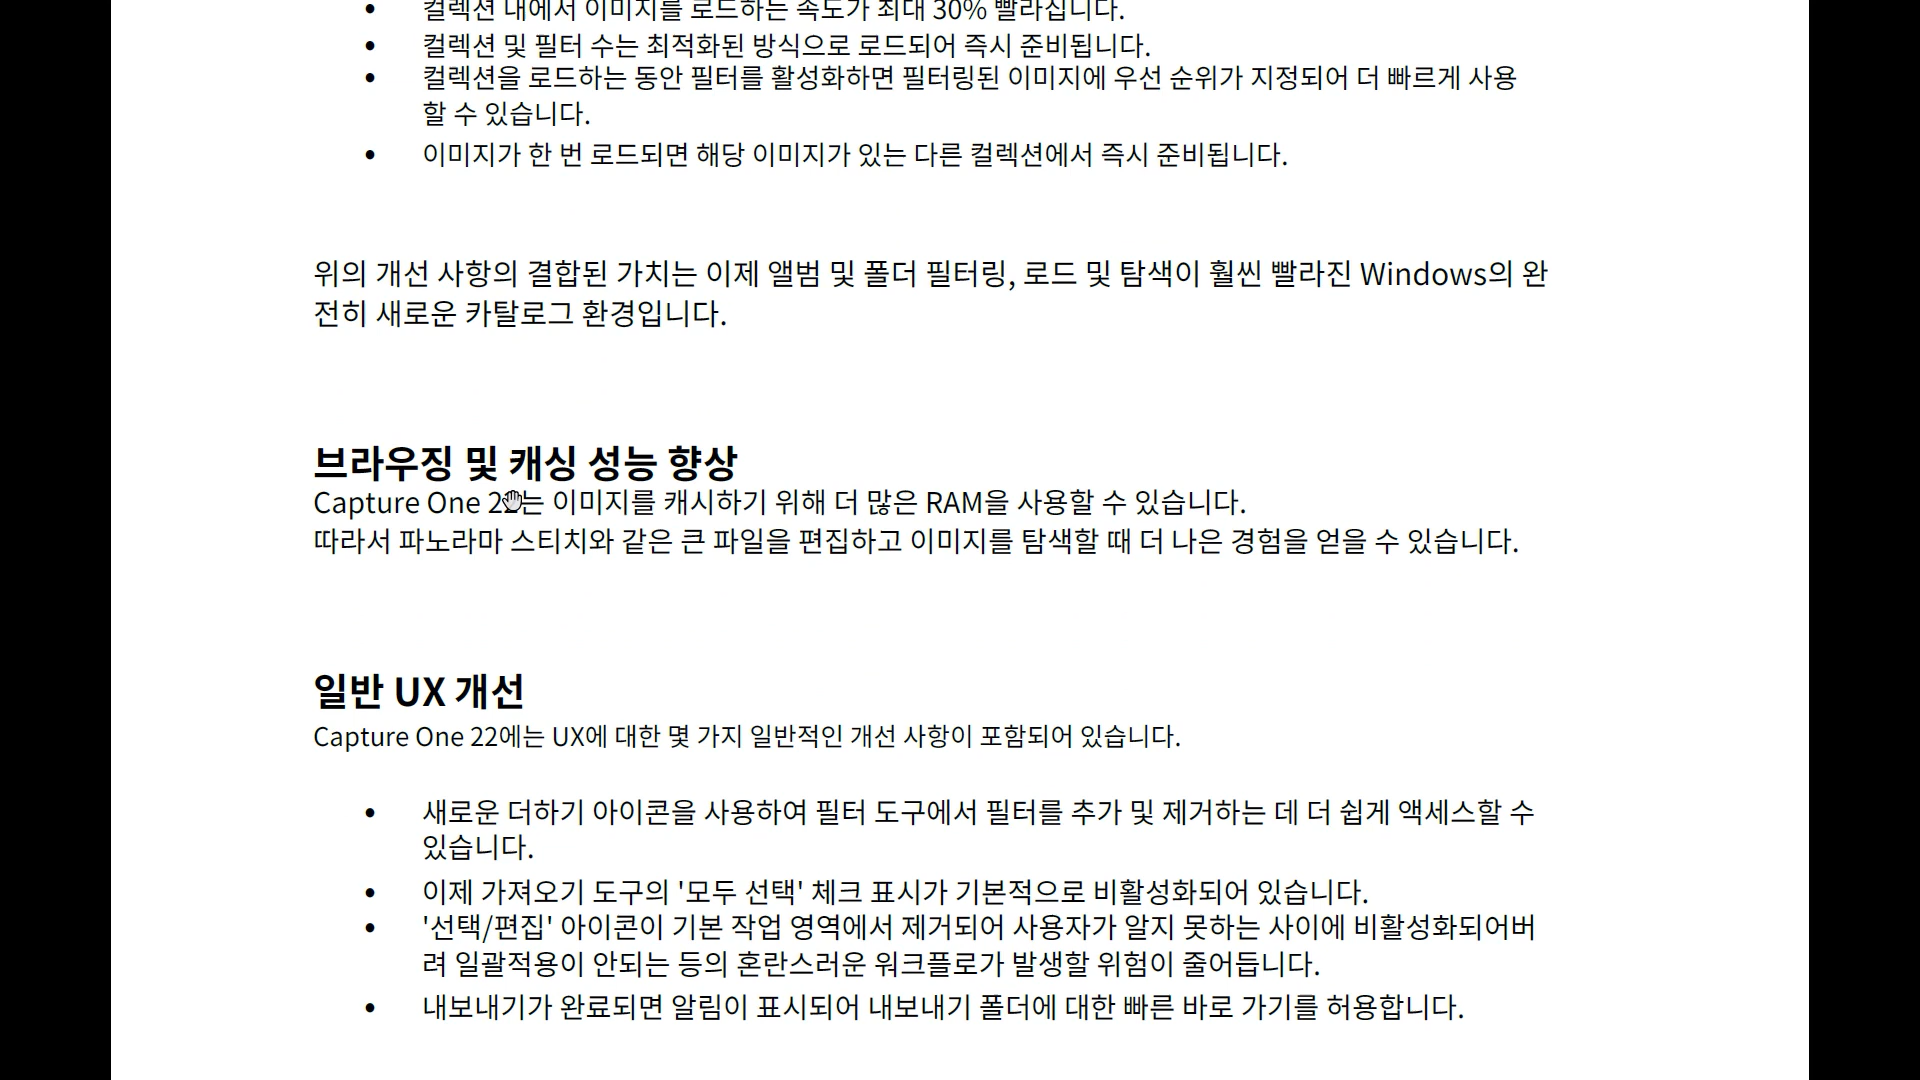 컬렉션 내에서 이미지를 로드하는 속도가 최대 30% 빨라집니다.
• 컬렉션 및 필터 수는 최적화된 방식으로 로드되어 즉시 준비됩니다.
• 컬렉션을 로드하는 동안 필터를 활성화하면 필터링된 이미지에 우선 순위가 지정되어 더 빠르게 사용
할 수 있습니다.
• 이미지가 한 번 로드되면 해당 이미지가 있는 다른 컬렉션에서 즉시 준비됩니다.
위의 개선 사항의 결합된 가치는 이제 앨범 및 폴더 필터링, 로드 및 탐색이 훨씬 빨라진 Windows의 완
전히 새로운 카탈로그 환경입니다.
브라우징 및 캐싱 성능 향상
Capture One 22는 이미지를 캐시하기 위해 더 많은 RAM을 사용할 수 있습니다.
따라서 파노라마 스티치와 같은 큰 파일을 편집하고 이미지를 탐색할 때 더 나은 경험을 얻을 수 있습니다.
일반 UX 개선
Capture One 22에는 UX에 대한 몇 가지 일반적인 개선 사항이 포함되어 있습니다.
• 새로운 더하기 아이콘을 사용하여 필터 도구에서 필터를 추가 및 제거하는 데 더 쉽게 액세스할 수
있습니다.
• 이제 가져오기 도구의 '모두 선택' 체크 표시가 기본적으로 비활성화되어 있습니다.
• '선택/편집' 아이콘이 기본 작업 영역에서 제거되어 사용자가 알지 못하는 사이에 비활성화되어버
려 일괄적용이 안되는 등의 혼란스러운 워크플로가 발생할 위험이 줄어듭니다.
• 내보내기가 완료되면 알림이 표시되어 내보내기 폴더에 대한 빠른 바로 가기를 허용합니다.